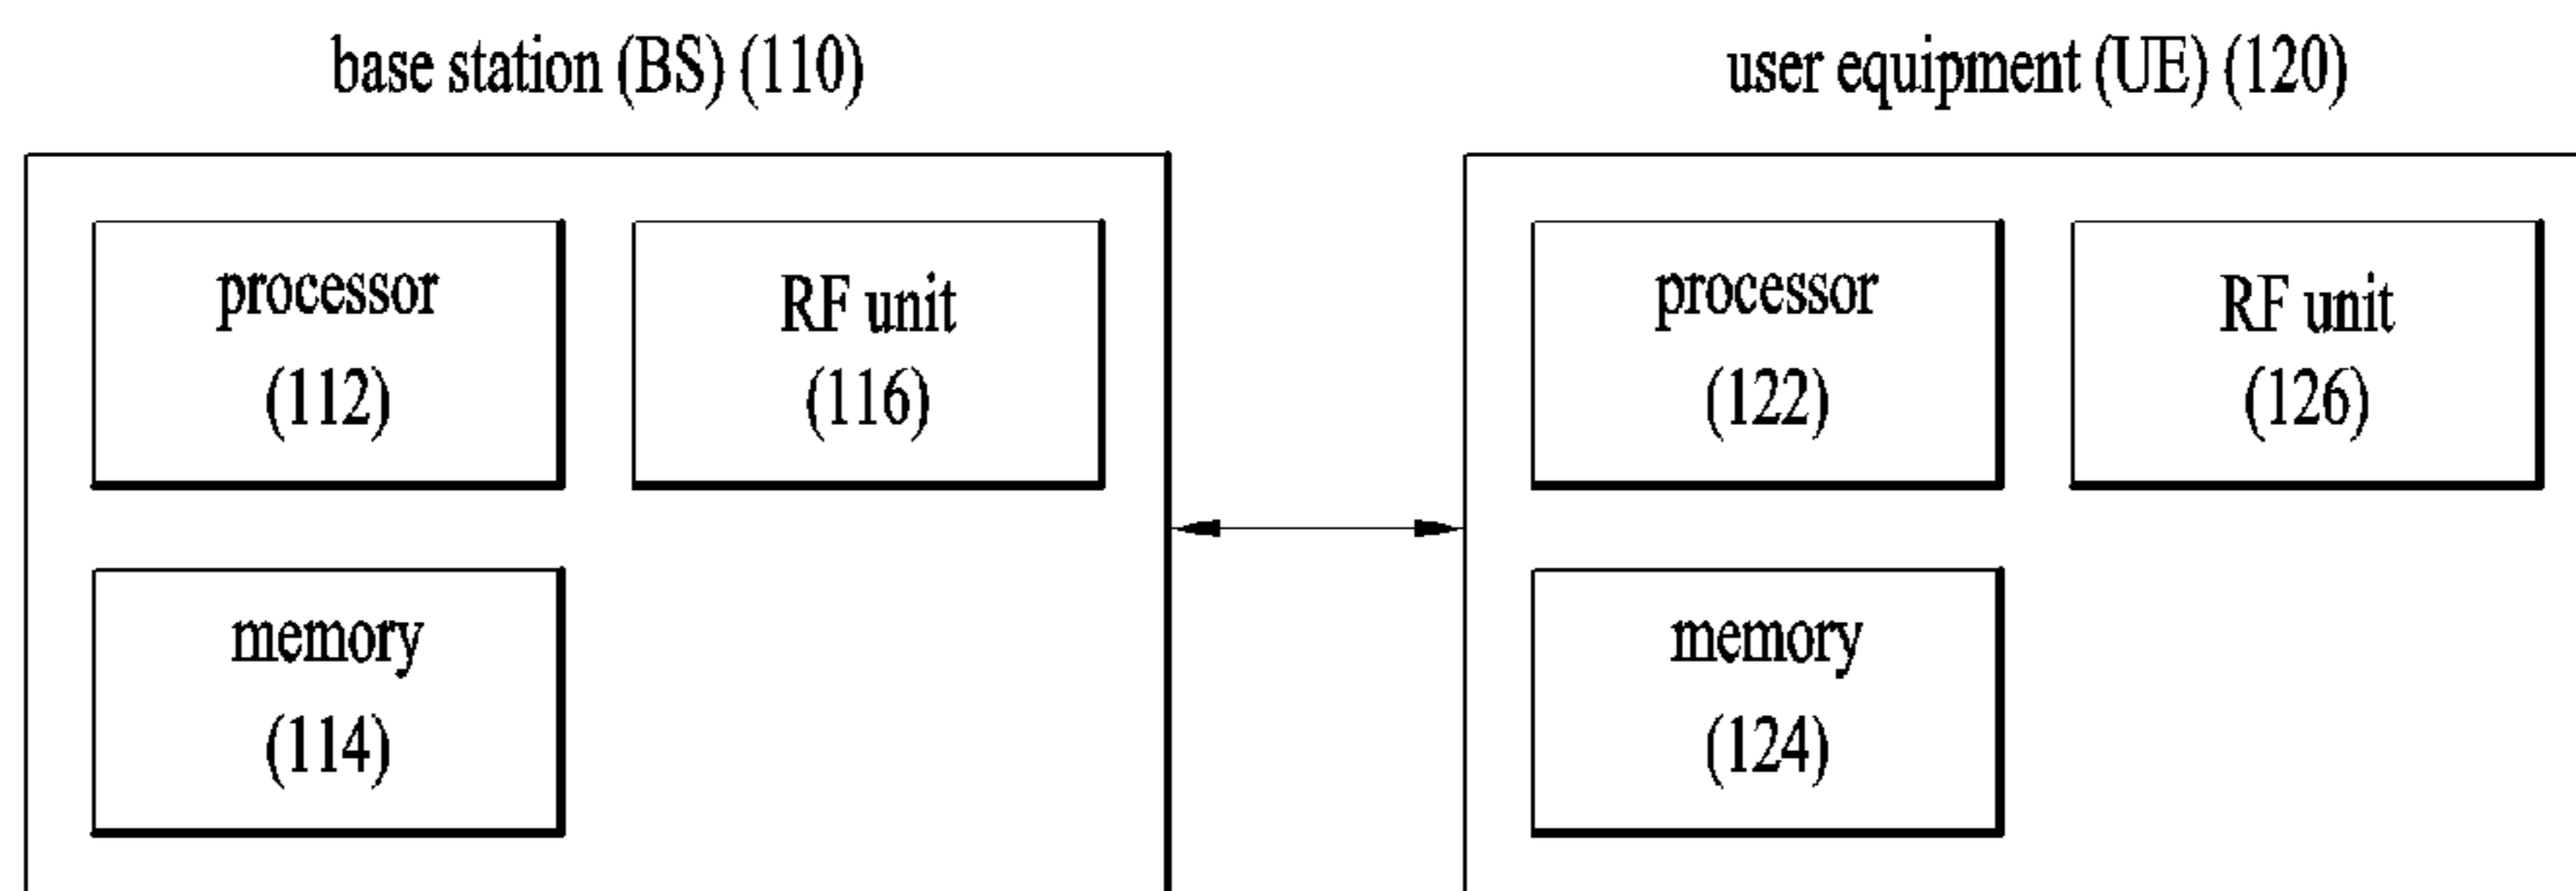 base station (BS) (110)
processor
(112)
RF unit
(116)
memory
(114)
user equipment (UE) (120)
processor
(122)
RF unit
(126)
memory
(124)